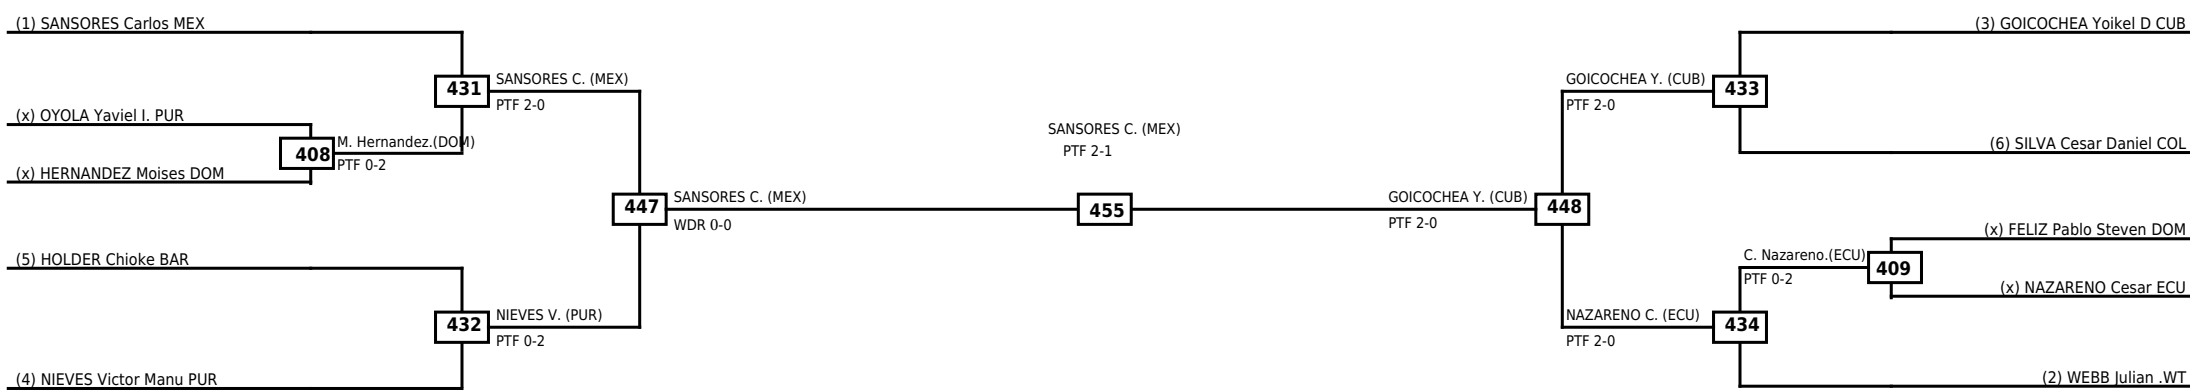 (1) SANSORES Carlos MEX
(3) GOICOCHEA Yoikel D CUB
431
SANSORES C. (MEX)
PTF 2-0
GOICOCHEA Y. (CUB)
PTF 2-0
433
(x) OYOLA Yaviel I. PUR
SANSORES C. (MEX)
PTF 2-1
408
M. Hernandez.(DOM)
PTF 0-2
(6) SILVA Cesar Daniel COL
(x) HERNANDEZ Moises DOM
447
SANSORES C. (MEX)
WDR 0-0
455
GOICOCHEA Y. (CUB)
PTF 2-0
448
(x) FELIZ Pablo Steven DOM
(5) HOLDER Chioke BAR
C. Nazareno.(ECU)
PTF 0-2
409
(x) NAZARENO Cesar ECU
432
NIEVES V. (PUR)
PTF 0-2
NAZARENO C. (ECU)
PTF 2-0
434
(4) NIEVES Victor Manu PUR
(2) WEBB Julian .WT